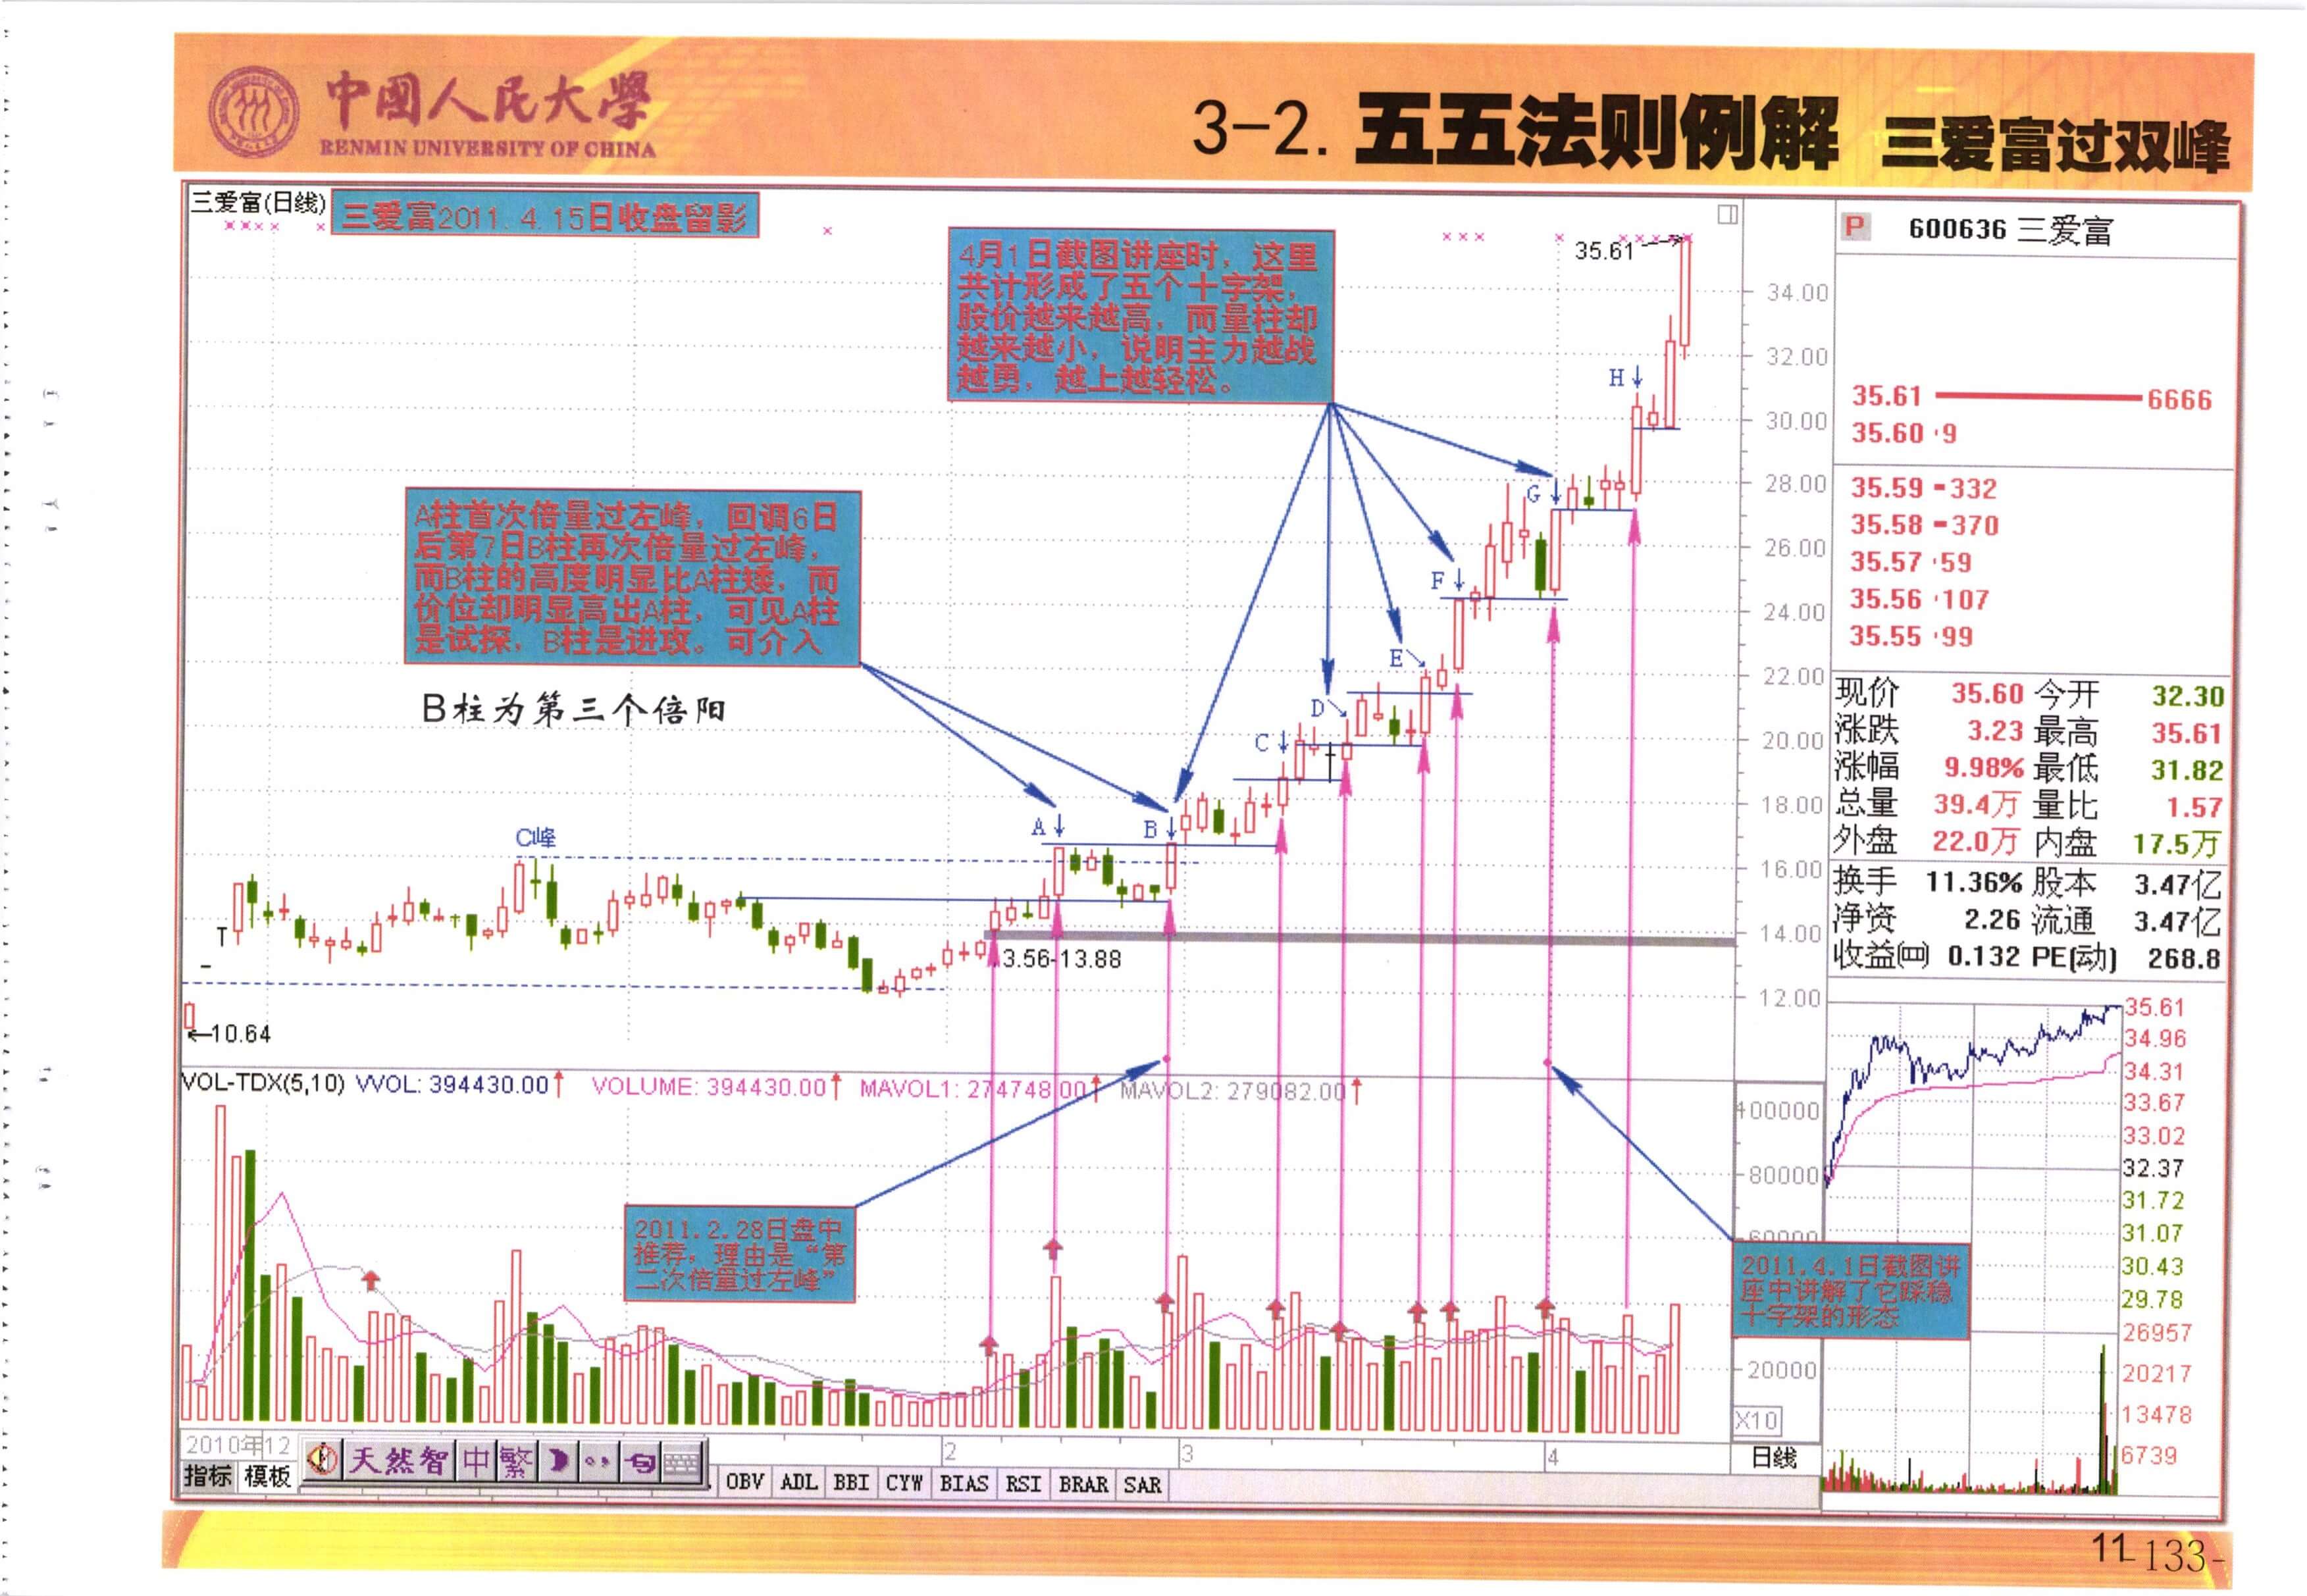 中國人民大學
RENMIN UNIVERSITY OF CHINA
3-2. 五五法则例解 三爱富过双峰
三爱富(日线)
三爱富2011.4.15日收盘留影
4月1日截图讲座时，这里
共计形成了五个十字架，
股价越来越高，而量柱却
越来越小，说明主力越战
越勇，越上越轻松。
35.61
A柱首次倍量过左峰，回调6日
后第7日B柱再次倍量过左峰，
而B柱的高度明显比A柱矮，而
价位却明显高出A柱，可见A柱
是试探，B柱是进攻。可介入
B柱为第三个倍阳
C峰
A↓
B↓
C↓
D↘
E↘
F↓
G↓
H↓
T
3.56-13.88
←10.64
34.00
32.00
30.00
28.00
26.00
24.00
22.00
20.00
18.00
16.00
14.00
12.00
VOL-TDX(5,10) VVOL: 394430.00↑ VOLUME: 394430.00↑ MAVOL1: 274748.00↑ MAVOL2: 279082.00↑
2011.2.28日盘中
推荐，理由是“第
二次倍量过左峰”
2011.4.1日截图讲
座中讲解了它踩稳
十字架的形态
400000
80000
60000
20000
X10
2010年12
2
3
4
日线
指标 模板
天然智 中 繁
OBV ADL BBI CYW BIAS RSI BRAR SAR
P 600636 三爱富
35.61 6666
35.60 9
35.59 332
35.58 370
35.57 59
35.56 107
35.55 99
现价 35.60 今开 32.30
涨跌 3.23 最高 35.61
涨幅 9.98% 最低 31.82
总量 39.4万 量比 1.57
外盘 22.0万 内盘 17.5万
换手 11.36% 股本 3.47亿
净资 2.26 流通 3.47亿
收益㈣ 0.132 PE(动) 268.8
35.61
34.96
34.31
33.67
33.02
32.37
31.72
31.07
30.43
29.78
26957
20217
13478
6739
11
-133-